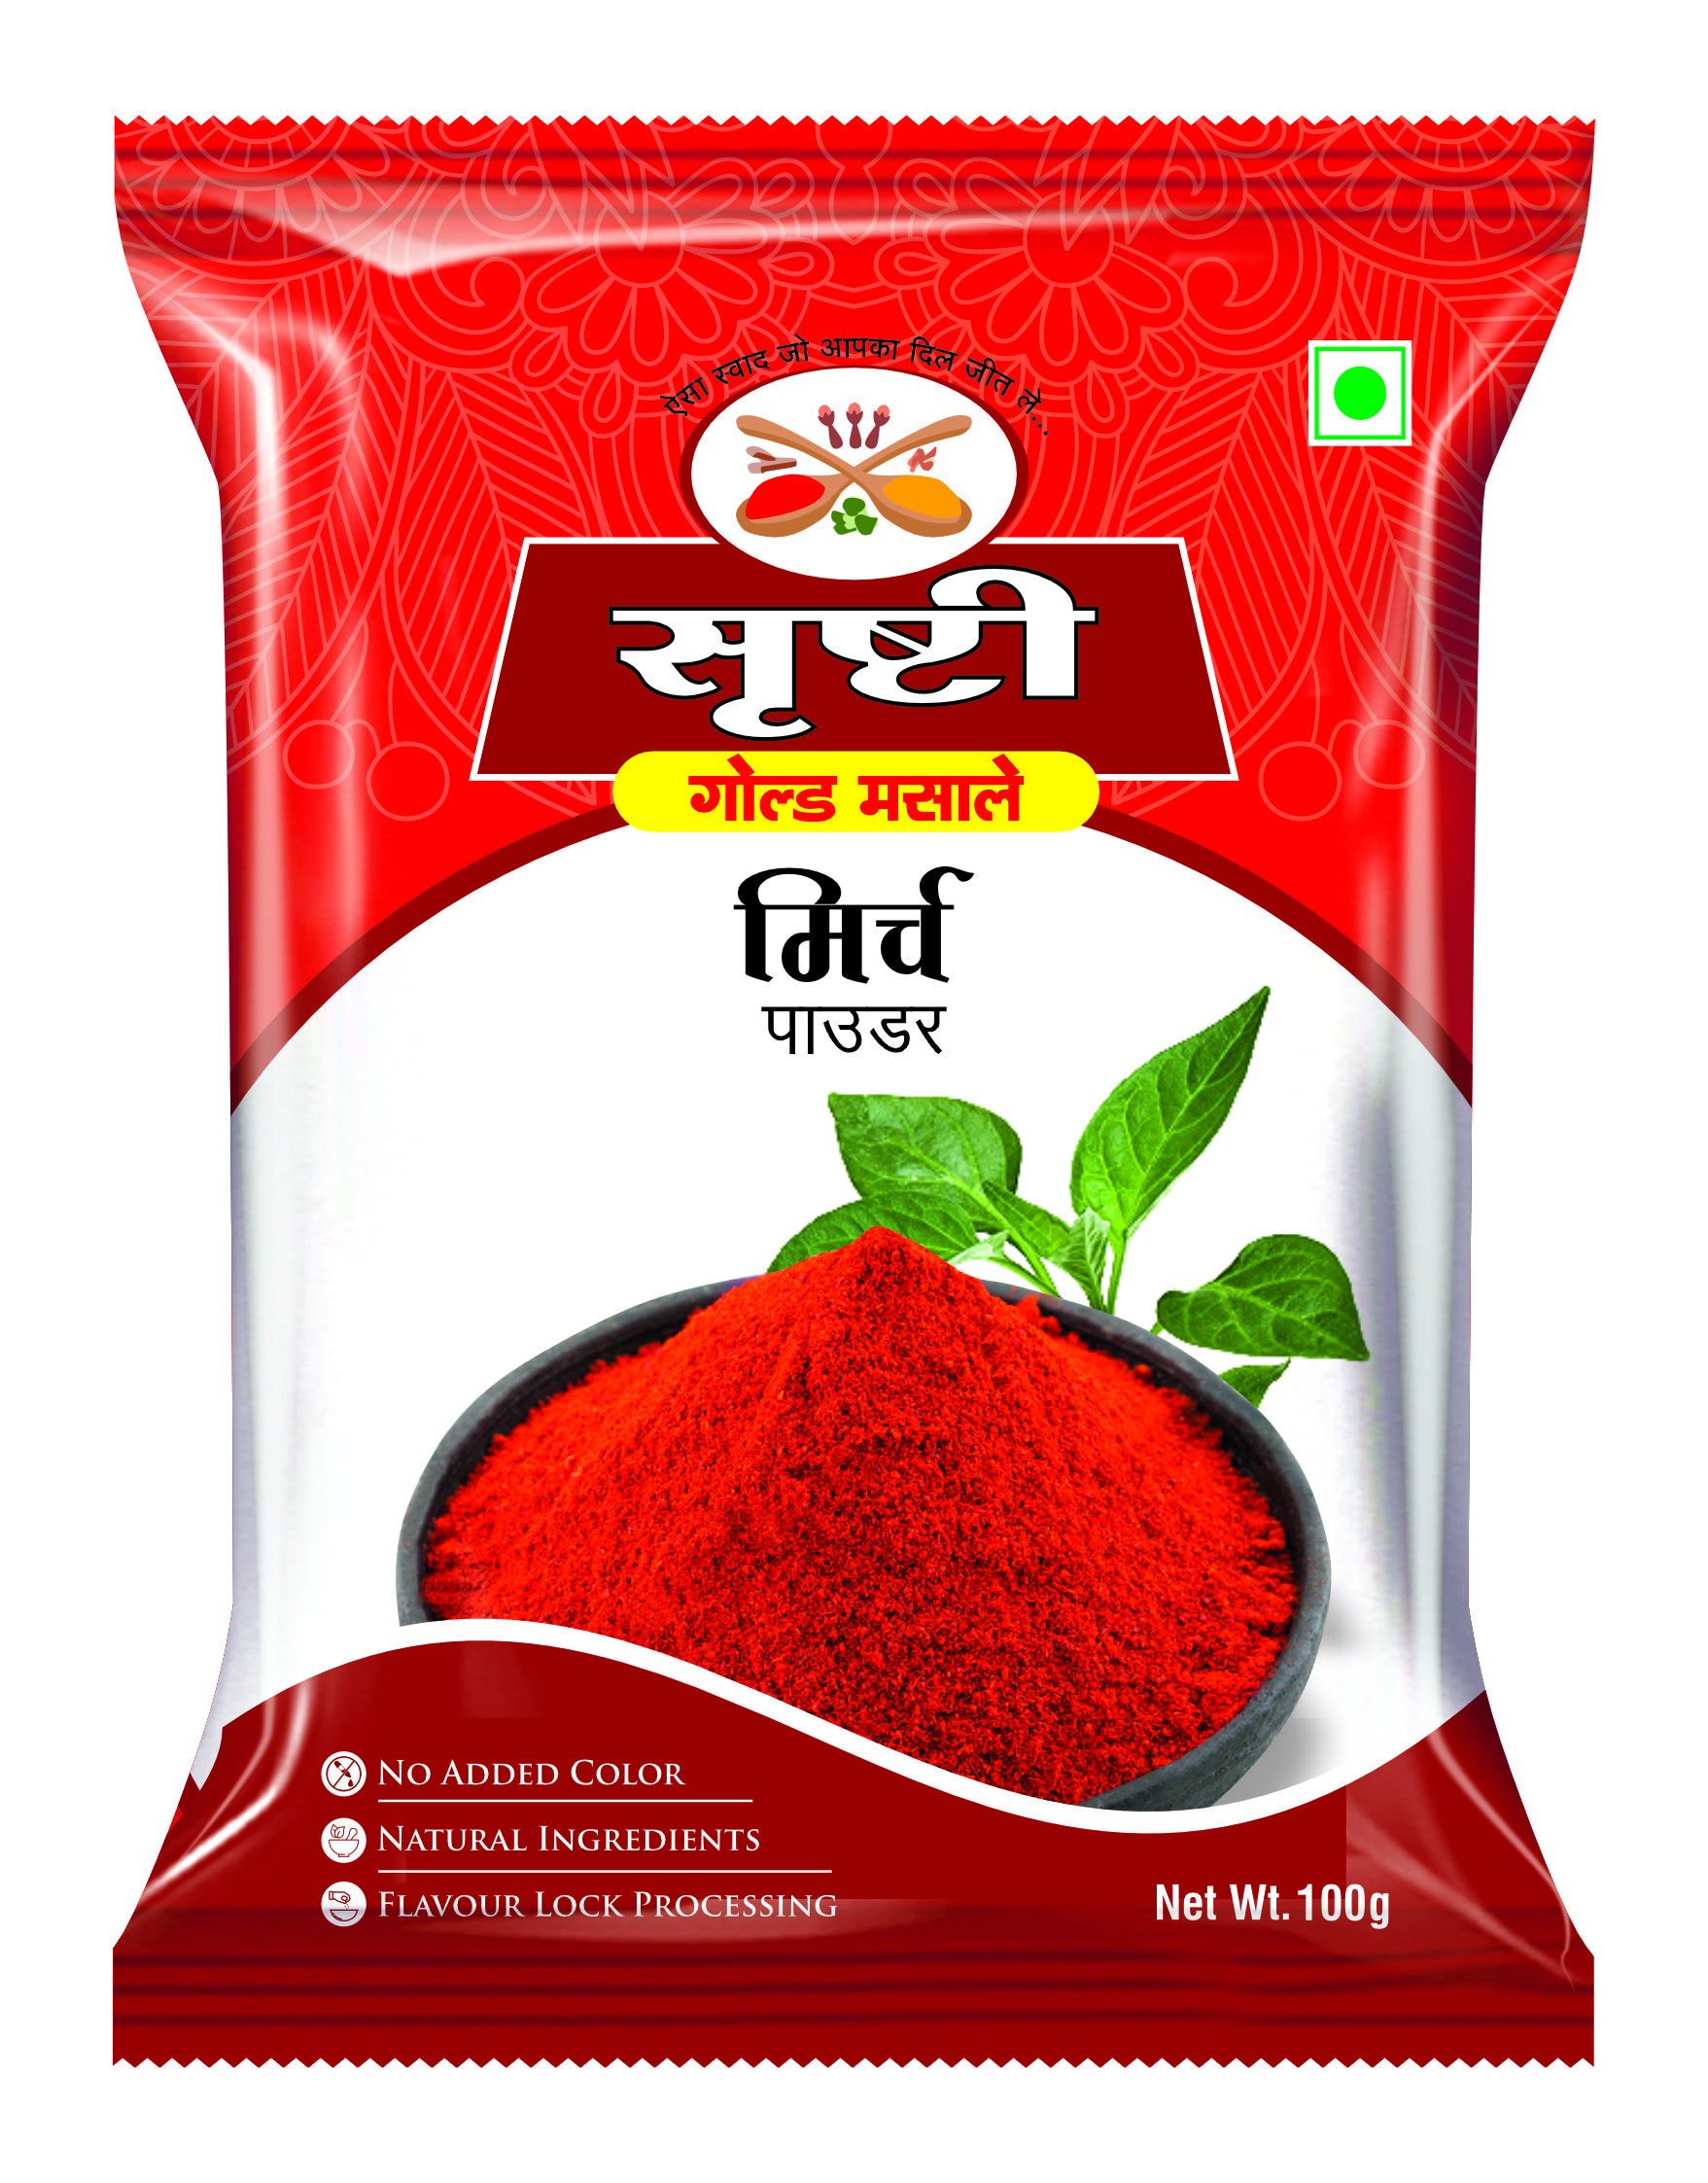 ऐसा स्वाद जो आपका दिल जीत ले...
सृष्टी
गोल्ड मसाले
मिर्च
पाउडर
No Added Color
Natural Ingredients
Flavour Lock Processing
Net Wt.100g